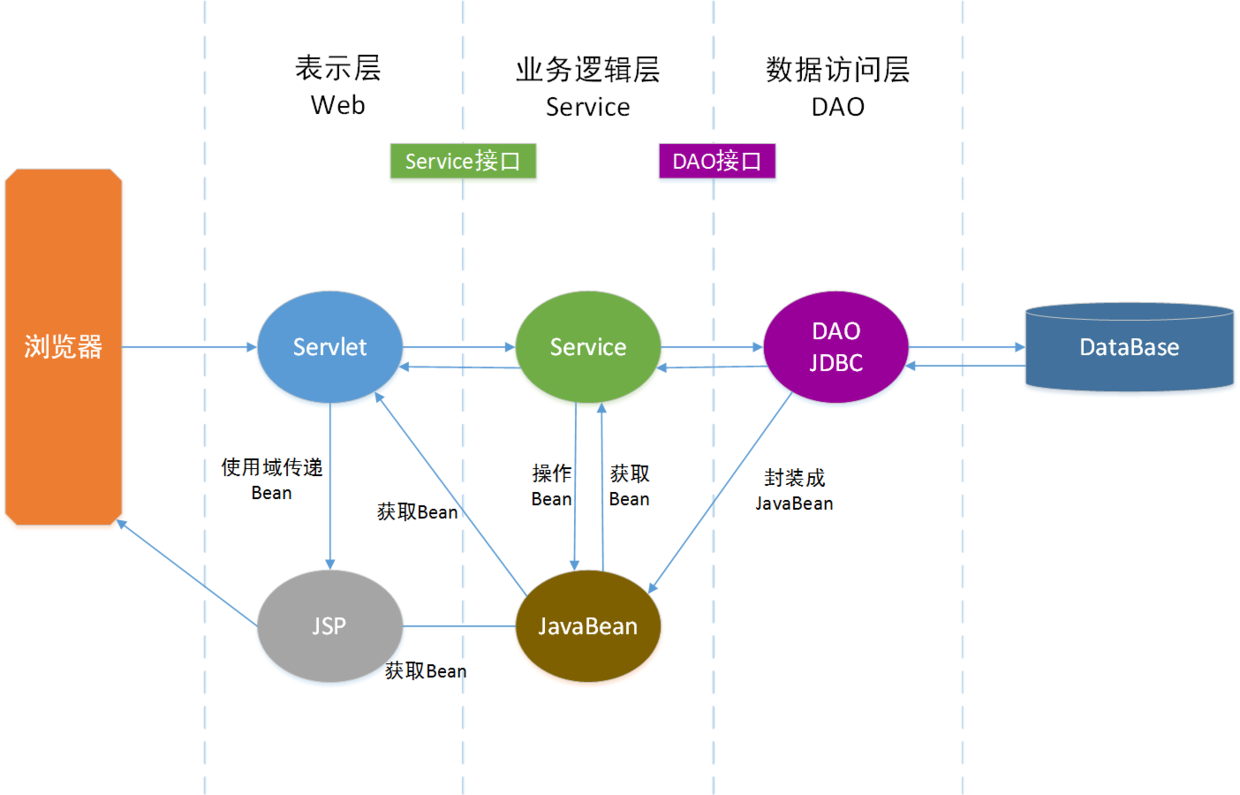 表示层
Web
业务逻辑层
Service
数据访问层
DAO
Service接口
DAO接口
浏览器
Servlet
Service
DAO
JDBC
DataBase
使用域传递
Bean
获取Bean
操作
Bean
获取
Bean
封装成
JavaBean
JSP
JavaBean
获取Bean